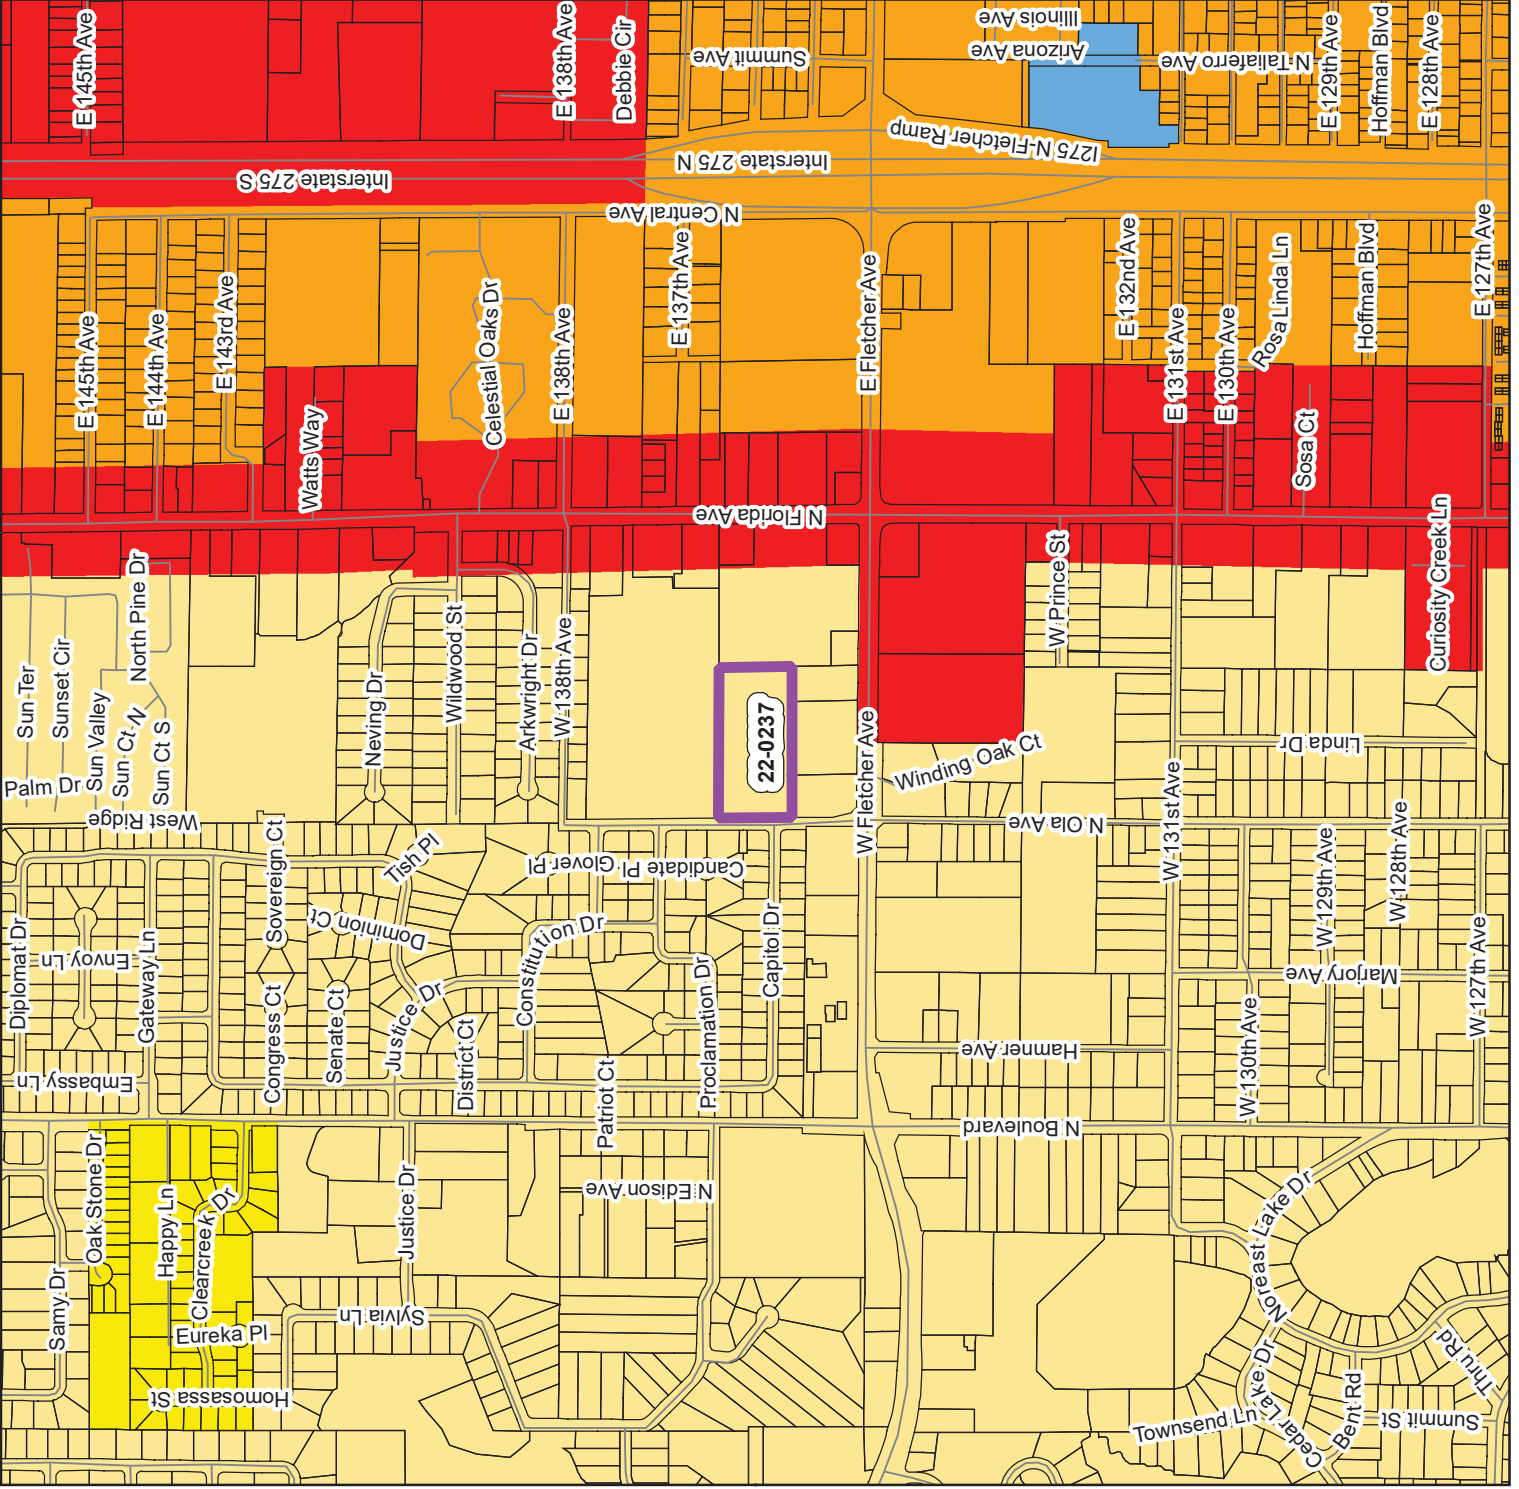 E 145th Ave
E 138th Ave
Debbie Cir
Summit Ave
Illinois Ave
Arizona Ave
N Taliaferro Ave
E 129th Ave
Hoffman Blvd
E 128th Ave
I275 N-Fletcher Ramp
Interstate 275 N
Interstate 275 S
N Central Ave
E 145th Ave
E 144th Ave
E 143rd Ave
Watts Way
Celestial Oaks Dr
E 138th Ave
E 137th Ave
E Fletcher Ave
E 132nd Ave
E 131st Ave
E 130th Ave
Rosa Linda Ln
Hoffman Blvd
E 127th Ave
Sosa Ct
N Florida Ave
Curiosity Creek Ln
Sun Ter
Sunset Cir
North Pine Dr
Sun Valley
Sun Ct N
Sun Ct S
Palm Dr
West Ridge
Neving Dr
Wildwood St
Arkwright Dr
W 138th Ave
22-0237
W Fletcher Ave
W Prince St
Winding Oak Ct
Linda Dr
N Ola Ave
W 131st Ave
Sovereign Ct
Tish Pl
Glover Pl
Candidate Pl
W 129th Ave
W 128th Ave
Diplomat Dr
Envoy Ln
Gateway Ln
Dominion Ct
Constitution Dr
Capitol Dr
Proclamation Dr
Marjory Ave
W 127th Ave
Congress Ct
Senate Ct
Justice Dr
District Ct
Patriot Ct
Hamner Ave
W 130th Ave
Embassy Ln
N Boulevard
Oak Stone Dr
Happy Ln
Clearcreek Dr
Justice Dr
N Edison Ave
Noreast Lake Dr
Samy Dr
Eureka Pl
Sylvia Ln
Homosassa St
Thru Rd
Cedar Lake Dr
Bent Rd
Townsend Ln
Summit St